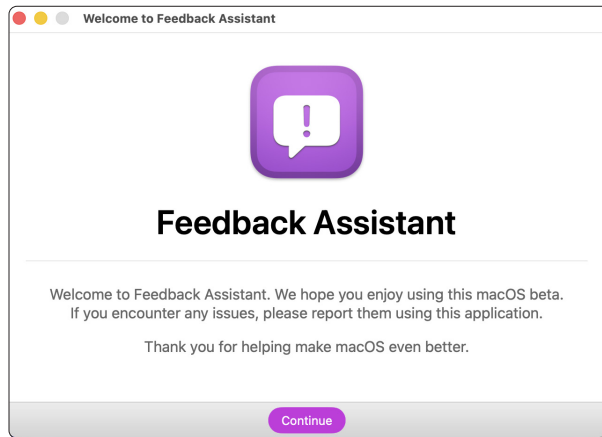 Welcome to Feedback Assistant
Feedback Assistant
Welcome to Feedback Assistant. We hope you enjoy using this macOS beta.
If you encounter any issues, please report them using this application.
Thank you for helping make macOS even better.
Continue